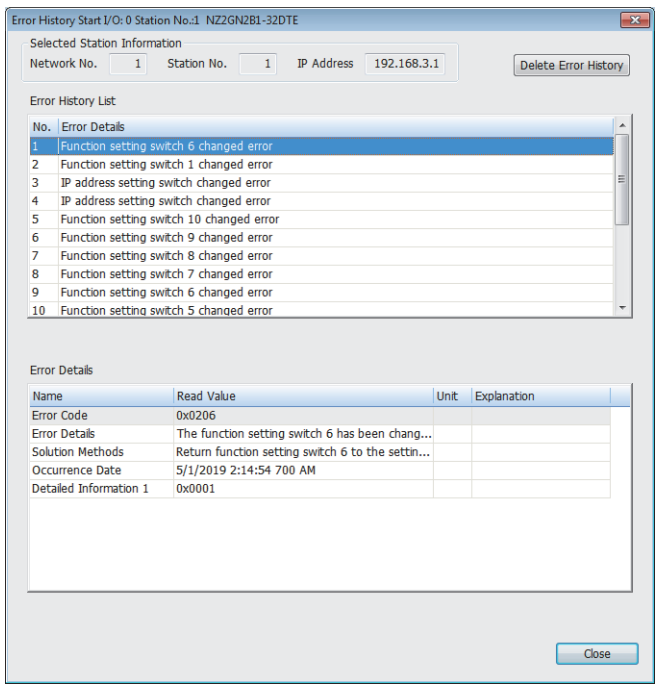 Error History Start I/O: 0 Station No.:1 NZ2GN2B1-32DTE
Selected Station Information
Network No. 1 Station No. 1 IP Address 192.168.3.1 Delete Error History
Error History List
No. Error Details
1 Function setting switch 6 changed error
2 Function setting switch 1 changed error
3 IP address setting switch changed error
4 IP address setting switch changed error
5 Function setting switch 10 changed error
6 Function setting switch 9 changed error
7 Function setting switch 8 changed error
8 Function setting switch 7 changed error
9 Function setting switch 6 changed error
10 Function setting switch 5 changed error
Error Details
Name Read Value Unit Explanation
Error Code 0x0206
Error Details The function setting switch 6 has been chang...
Solution Methods Return function setting switch 6 to the settin...
Occurrence Date 5/1/2019 2:14:54 700 AM
Detailed Information 1 0x0001
Close